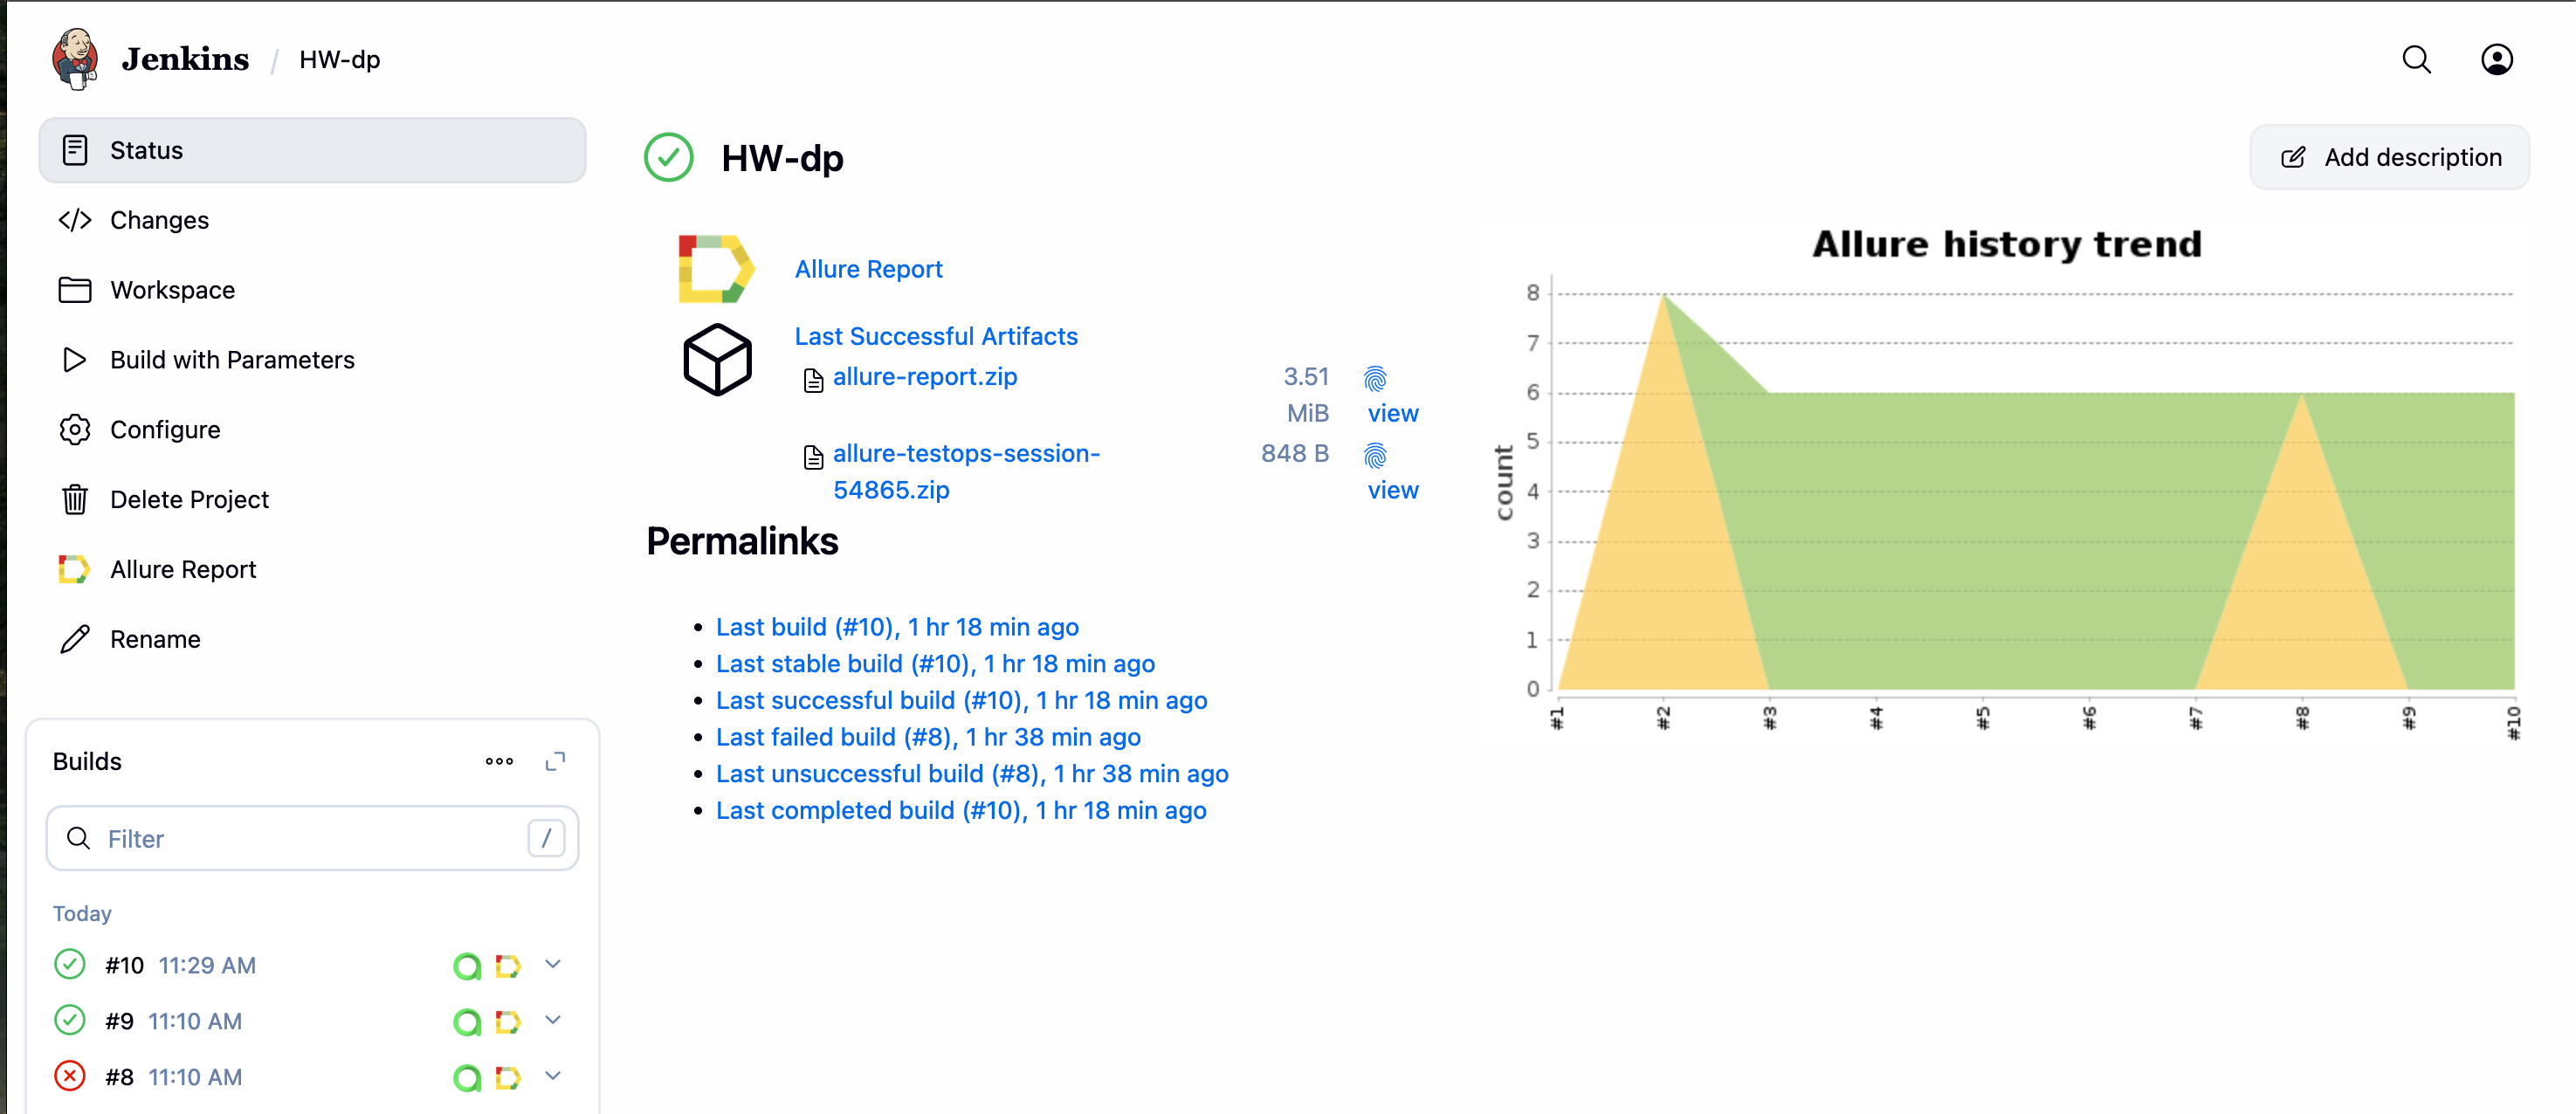 Jenkins / HW-dp
Status
Changes
Workspace
Build with Parameters
Configure
Delete Project
Allure Report
Rename
Builds
Filter
/
Today
#10 11:29 AM
#9 11:10 AM
#8 11:10 AM
HW-dp
Add description
Allure Report
Last Successful Artifacts
allure-report.zip 3.51 MiB view
allure-testops-session-
54865.zip 848 B view
Permalinks
Last build (#10), 1 hr 18 min ago
Last stable build (#10), 1 hr 18 min ago
Last successful build (#10), 1 hr 18 min ago
Last failed build (#8), 1 hr 38 min ago
Last unsuccessful build (#8), 1 hr 38 min ago
Last completed build (#10), 1 hr 18 min ago
Allure history trend
count
8
7
6
5
4
3
2
1
0
#1 #2 #3 #4 #5 #6 #7 #8 #9 #10